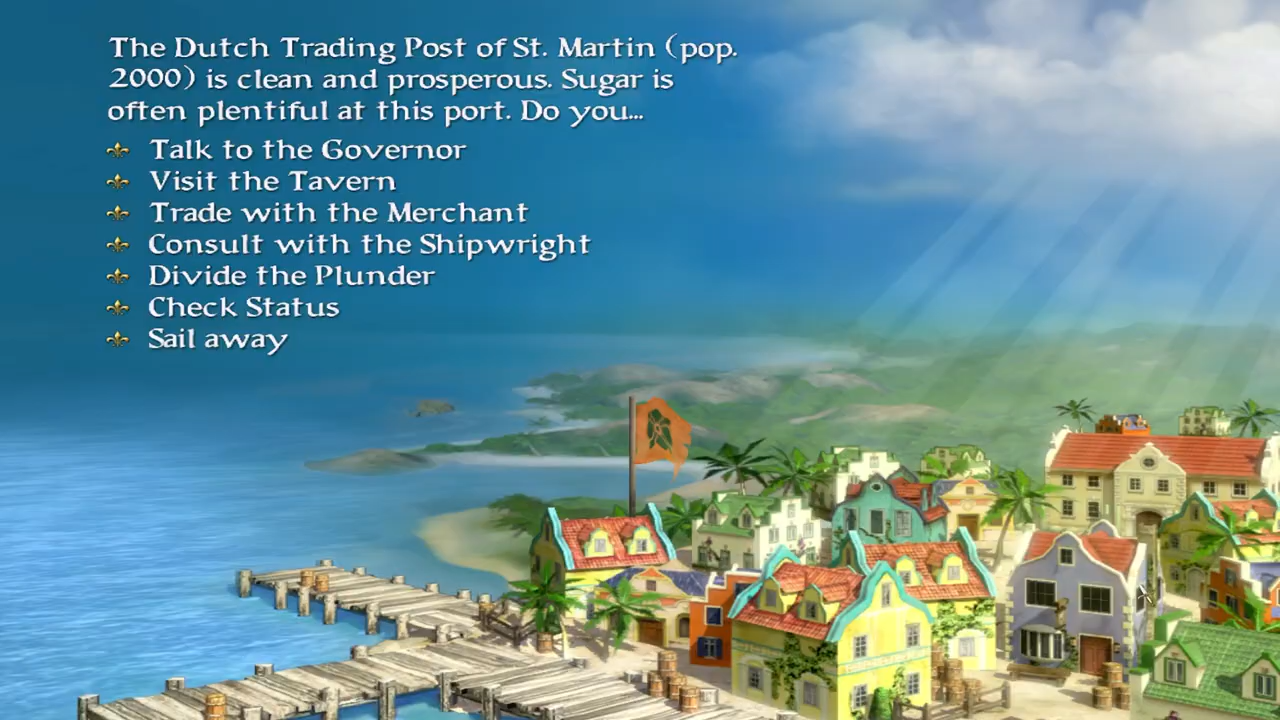 The Dutch Trading Post of St. Martin (pop.
2000) is clean and prosperous. Sugar is
often plentiful at this port. Do you...
Talk to the Governor
Visit the Tavern
Trade with the Merchant
Consult with the Shipwright
Divide the Plunder
Check Status
Sail away